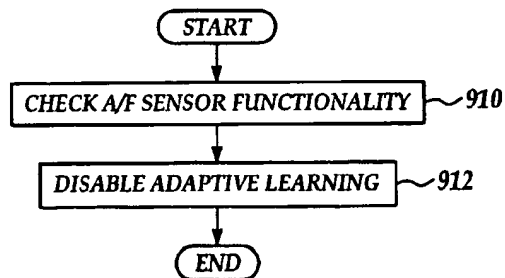 START
CHECK A/F SENSOR FUNCTIONALITY 910
DISABLE ADAPTIVE LEARNING 912
END